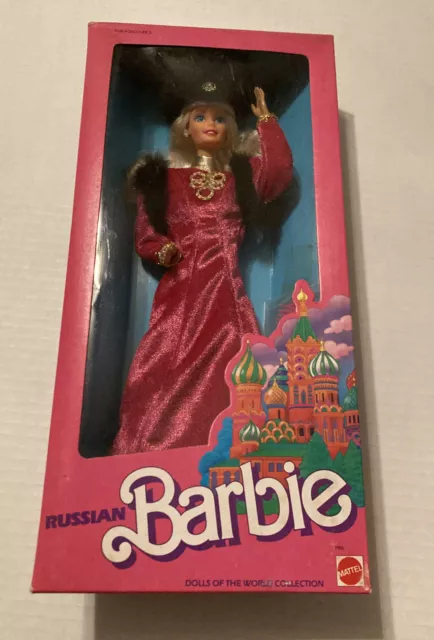 RUSSIAN
Barbie
DOLLS OF THE WORLD COLLECTION
MATTEL